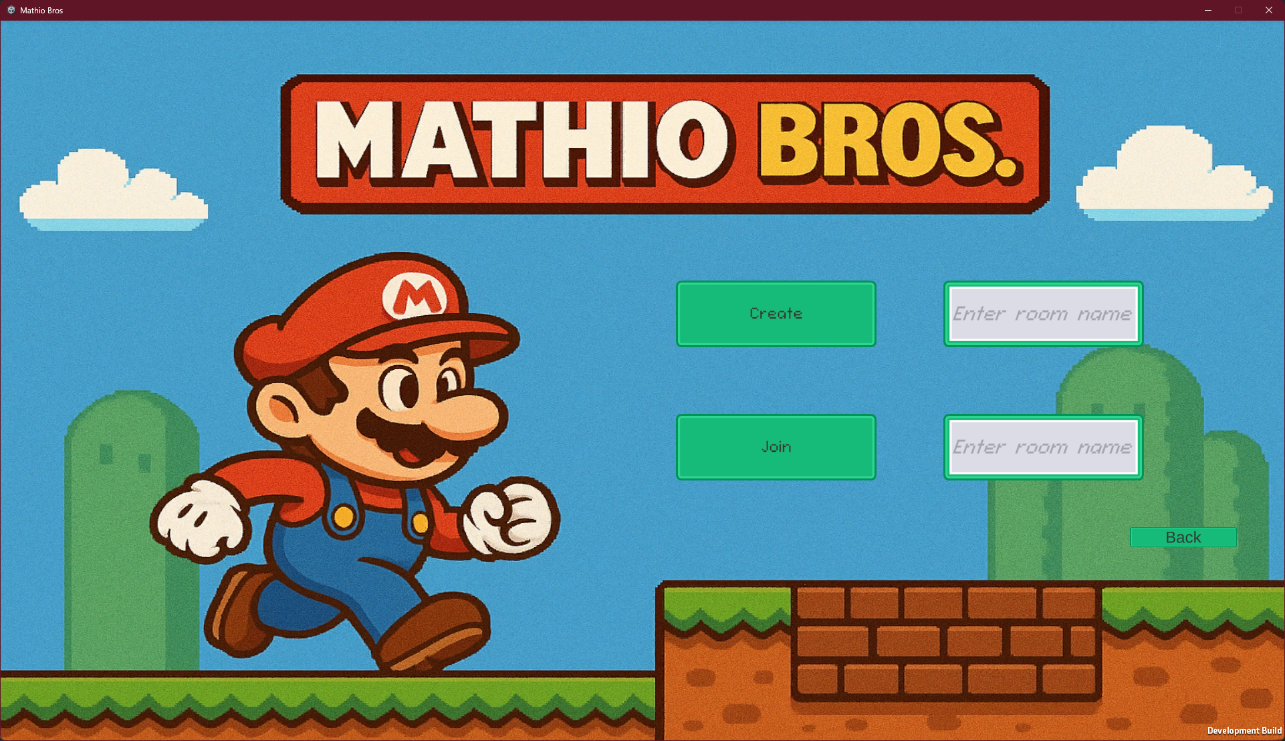 Mathio Bros
MATHIO BROS.
M
Create
Enter room name
Join
Enter room name
Back
Development Build